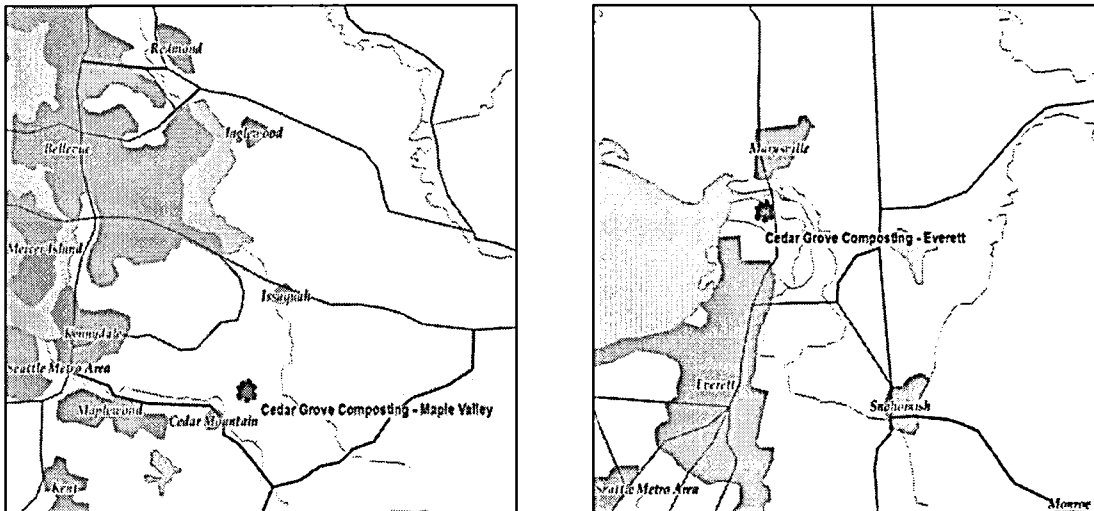 Redmond
Inglewood
Bellevue
Mercer Island
Issaquah
Kennydale
Seattle Metro Area
Cedar Grove Composting - Maple Valley
Maplewood
Cedar Mountain
Kent
Marysville
Cedar Grove Composting - Everett
Everett
Snohomish
Seattle Metro Area
Monroe